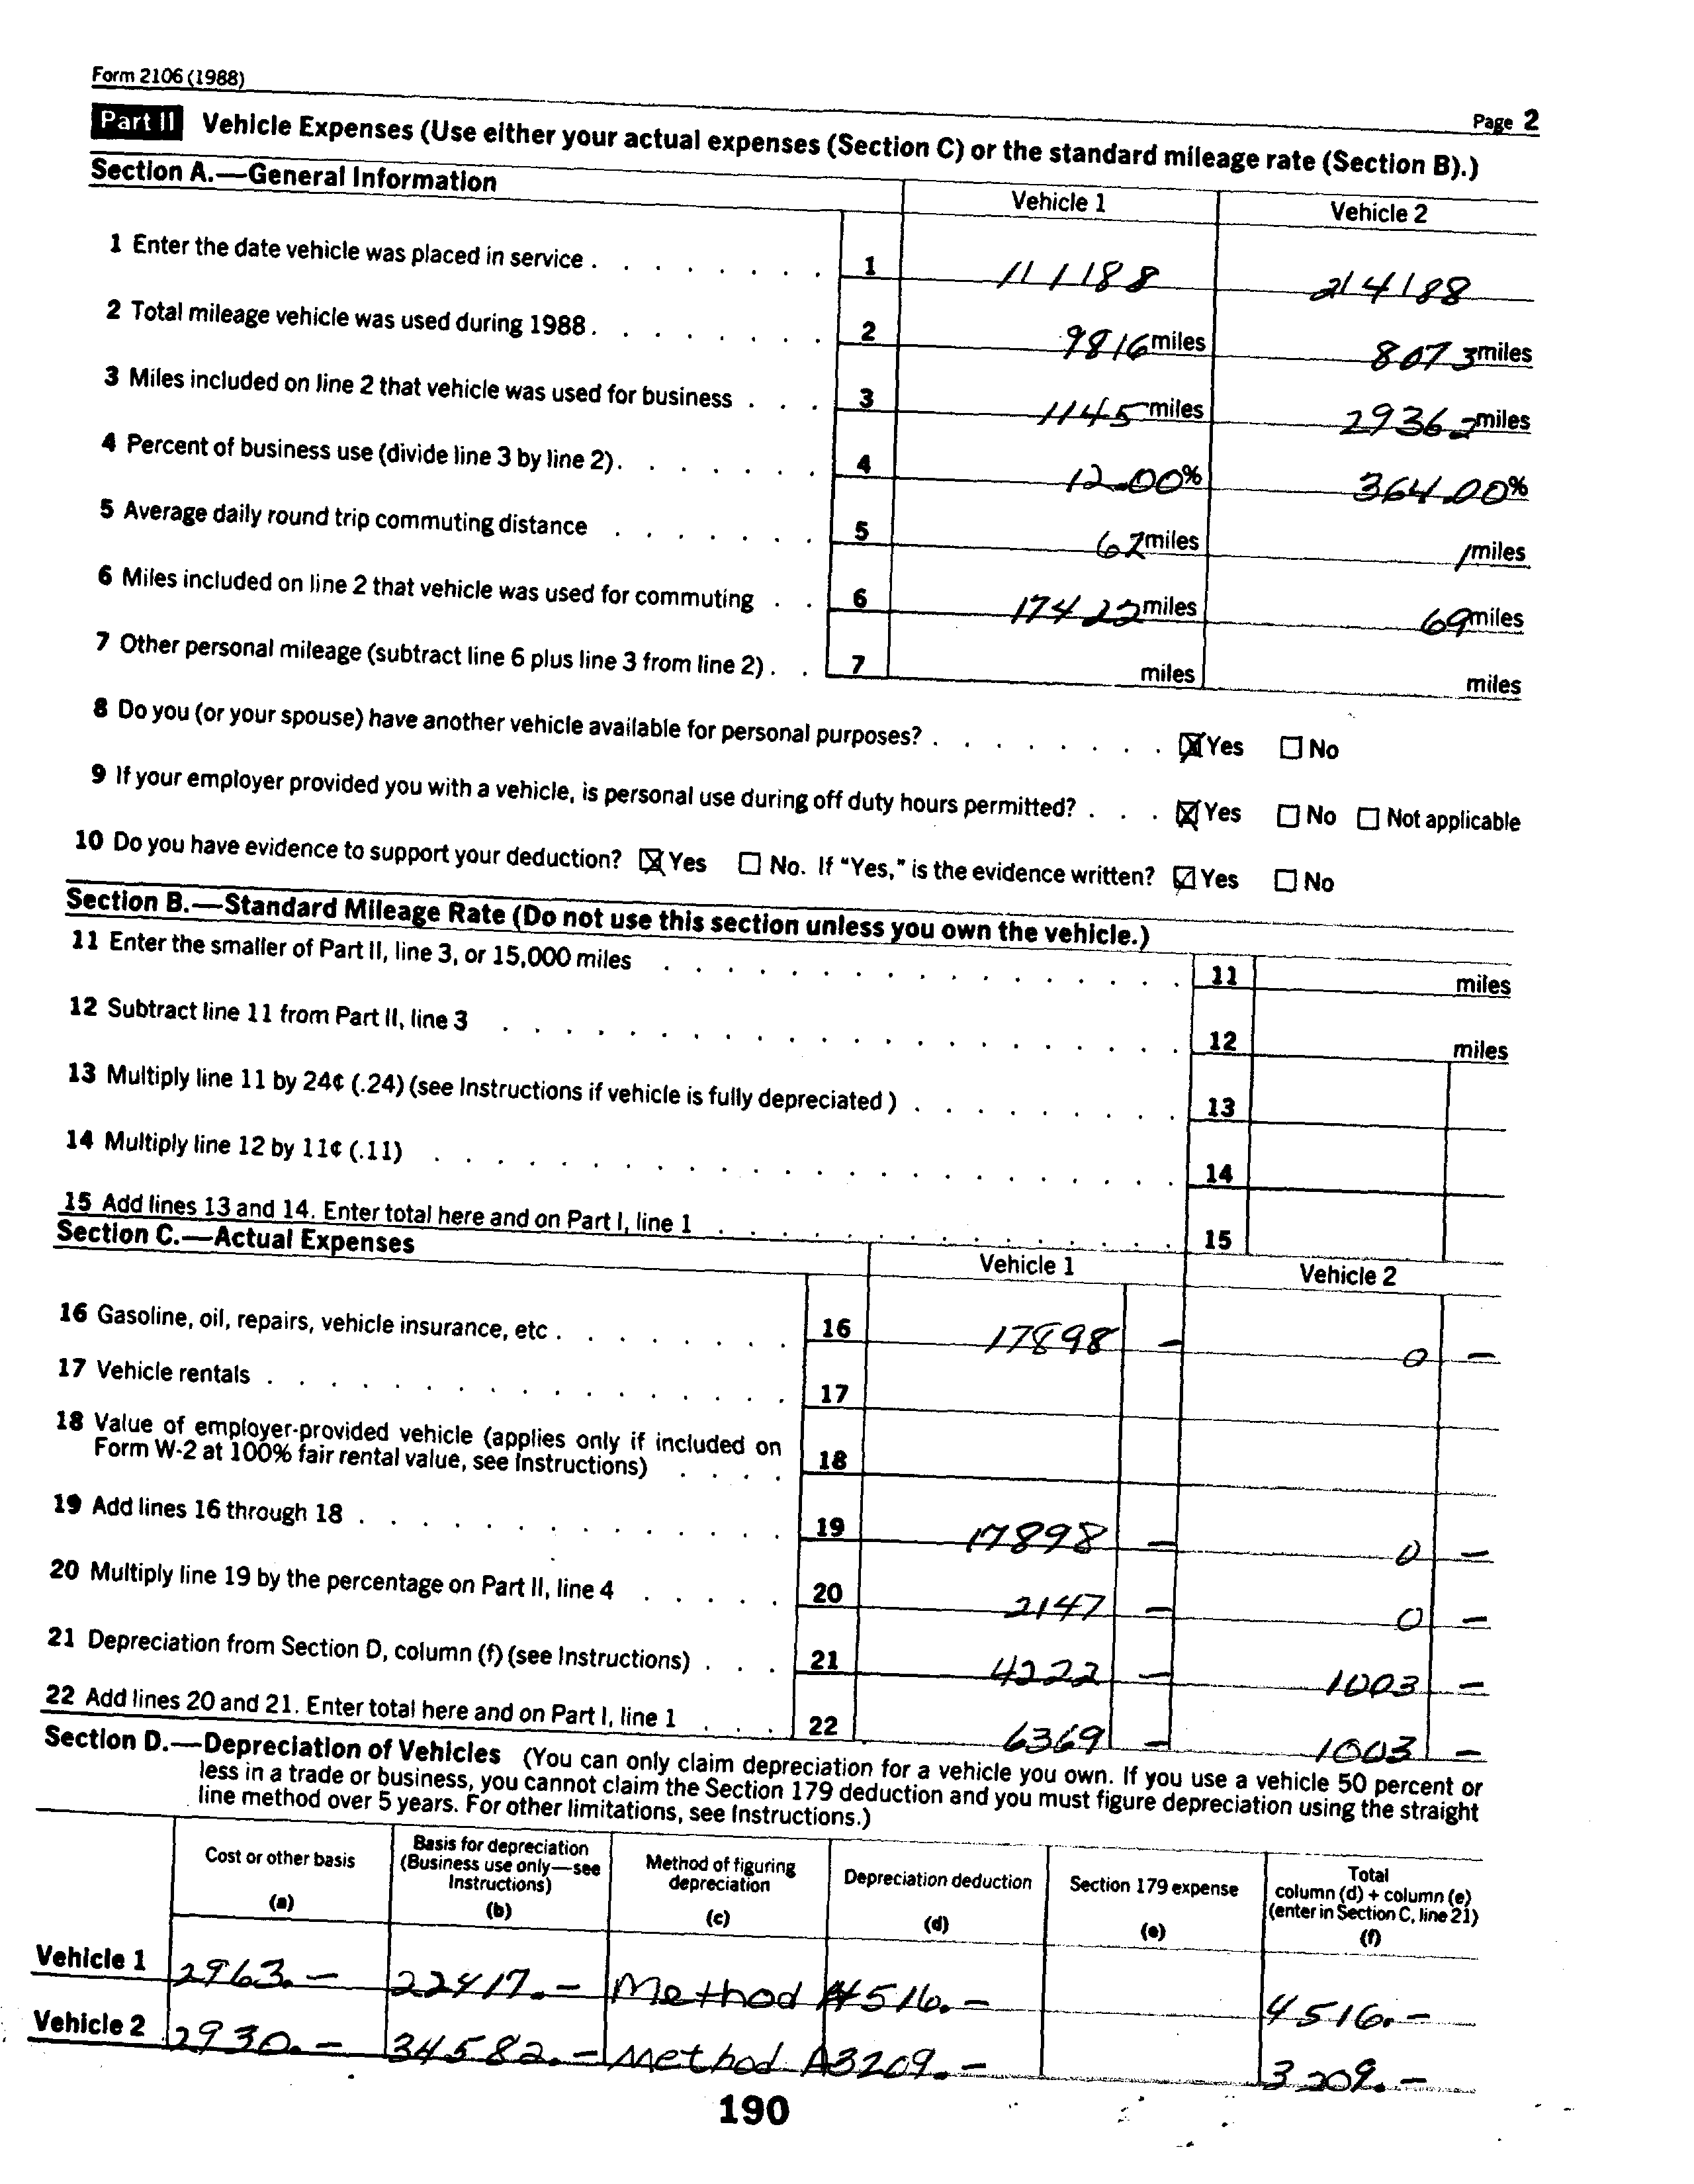 Form 2106 (1988)
Page 2
Part II Vehicle Expenses (Use either your actual expenses (Section C) or the standard mileage rate (Section B).)
Section A.—General Information
Vehicle 1 Vehicle 2
1 Enter the date vehicle was placed in service . . . . . . . . 1 1/1/88 2/4/88
2 Total mileage vehicle was used during 1988 . . . . . . . . 2 9816 miles 8073 miles
3 Miles included on line 2 that vehicle was used for business . . . 3 1145 miles 29362 miles
4 Percent of business use (divide line 3 by line 2) . . . . . . . 4 12.00% 364.00%
5 Average daily round trip commuting distance . . . . . . . 5 62 miles 1 miles
6 Miles included on line 2 that vehicle was used for commuting . . 6 17422 miles 69 miles
7 Other personal mileage (subtract line 6 plus line 3 from line 2) . . 7 miles miles
8 Do you (or your spouse) have another vehicle available for personal purposes? . . . . . . . . ☒ Yes ☐ No
9 If your employer provided you with a vehicle, is personal use during off duty hours permitted? . . . ☒ Yes ☐ No ☐ Not applicable
10 Do you have evidence to support your deduction? ☒ Yes ☐ No. If "Yes," is the evidence written? ☑ Yes ☐ No
Section B.—Standard Mileage Rate (Do not use this section unless you own the vehicle.)
11 Enter the smaller of Part II, line 3, or 15,000 miles . . . . . . . . . . . . . . . . . 11 miles
12 Subtract line 11 from Part II, line 3 . . . . . . . . . . . . . . . . . . . . . . 12 miles
13 Multiply line 11 by 24¢ (.24) (see Instructions if vehicle is fully depreciated ) . . . . . . . . . 13
14 Multiply line 12 by 11¢ (.11) . . . . . . . . . . . . . . . . . . . . . . . . 14
15 Add lines 13 and 14. Enter total here and on Part I, line 1 . . . . . . . . . . . . . . . 15
Section C.—Actual Expenses
Vehicle 1 Vehicle 2
16 Gasoline, oil, repairs, vehicle insurance, etc . . . . . . . . 16 17898 — 0 —
17 Vehicle rentals . . . . . . . . . . . . . . . . . 17
18 Value of employer-provided vehicle (applies only if included on
Form W-2 at 100% fair rental value, see Instructions) . . . . 18
19 Add lines 16 through 18 . . . . . . . . . . . . . . 19 17898 — 0 —
20 Multiply line 19 by the percentage on Part II, line 4 . . . . . 20 2147 — 0 —
21 Depreciation from Section D, column (f) (see Instructions) . . . 21 4222 — 1003 —
22 Add lines 20 and 21. Enter total here and on Part I, line 1 . . . 22 6369 — 1003 —
Section D.—Depreciation of Vehicles (You can only claim depreciation for a vehicle you own. If you use a vehicle 50 percent or
less in a trade or business, you cannot claim the Section 179 deduction and you must figure depreciation using the straight
line method over 5 years. For other limitations, see Instructions.)
Cost or other basis
(a)
Basis for depreciation
(Business use only—see
Instructions)
(b)
Method of figuring
depreciation
(c)
Depreciation deduction
(d)
Section 179 expense
(e)
Total
column (d) + column (e)
(enter in Section C, line 21)
(f)
Vehicle 1 2963.— 22417.— Method A 4516.— 4516.—
Vehicle 2 2930.— 34582.— Method A 3209.— 3209.—
190